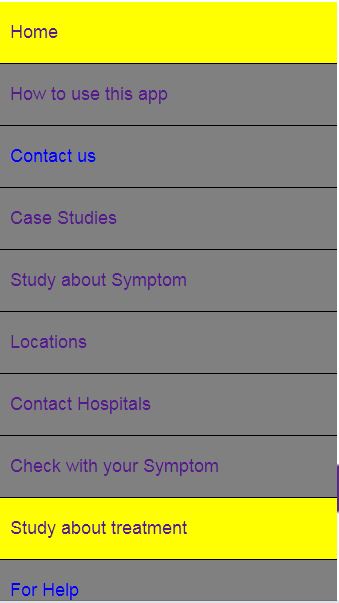 Home
How to use this app
Contact us
Case Studies
Study about Symptom
Locations
Contact Hospitals
Check with your Symptom
Study about treatment
For Help